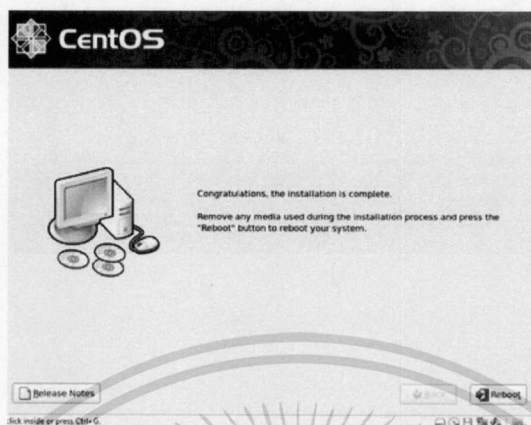 CentOS
Congratulations, the installation is complete.
Remove any media used during the installation process and press the
"Reboot" button to reboot your system.
Release Notes
Back
Reboot
click inside or press Ctrl+G.